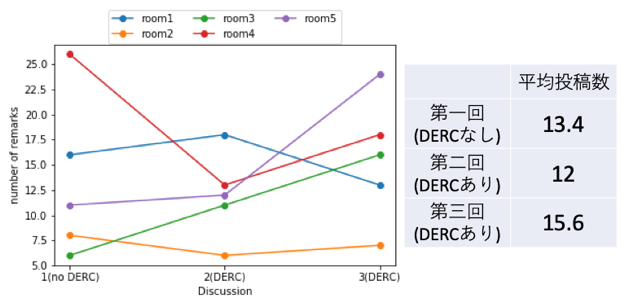 room1 room3 room5
room2 room4
number of remarks
25.0
22.5
20.0
17.5
15.0
12.5
10.0
7.5
5.0
1(no DERC) 2(DERC) 3(DERC)
Discussion
平均投稿数
第一回
(DERCなし) 13.4
第二回
(DERCあり) 12
第三回
(DERCあり) 15.6